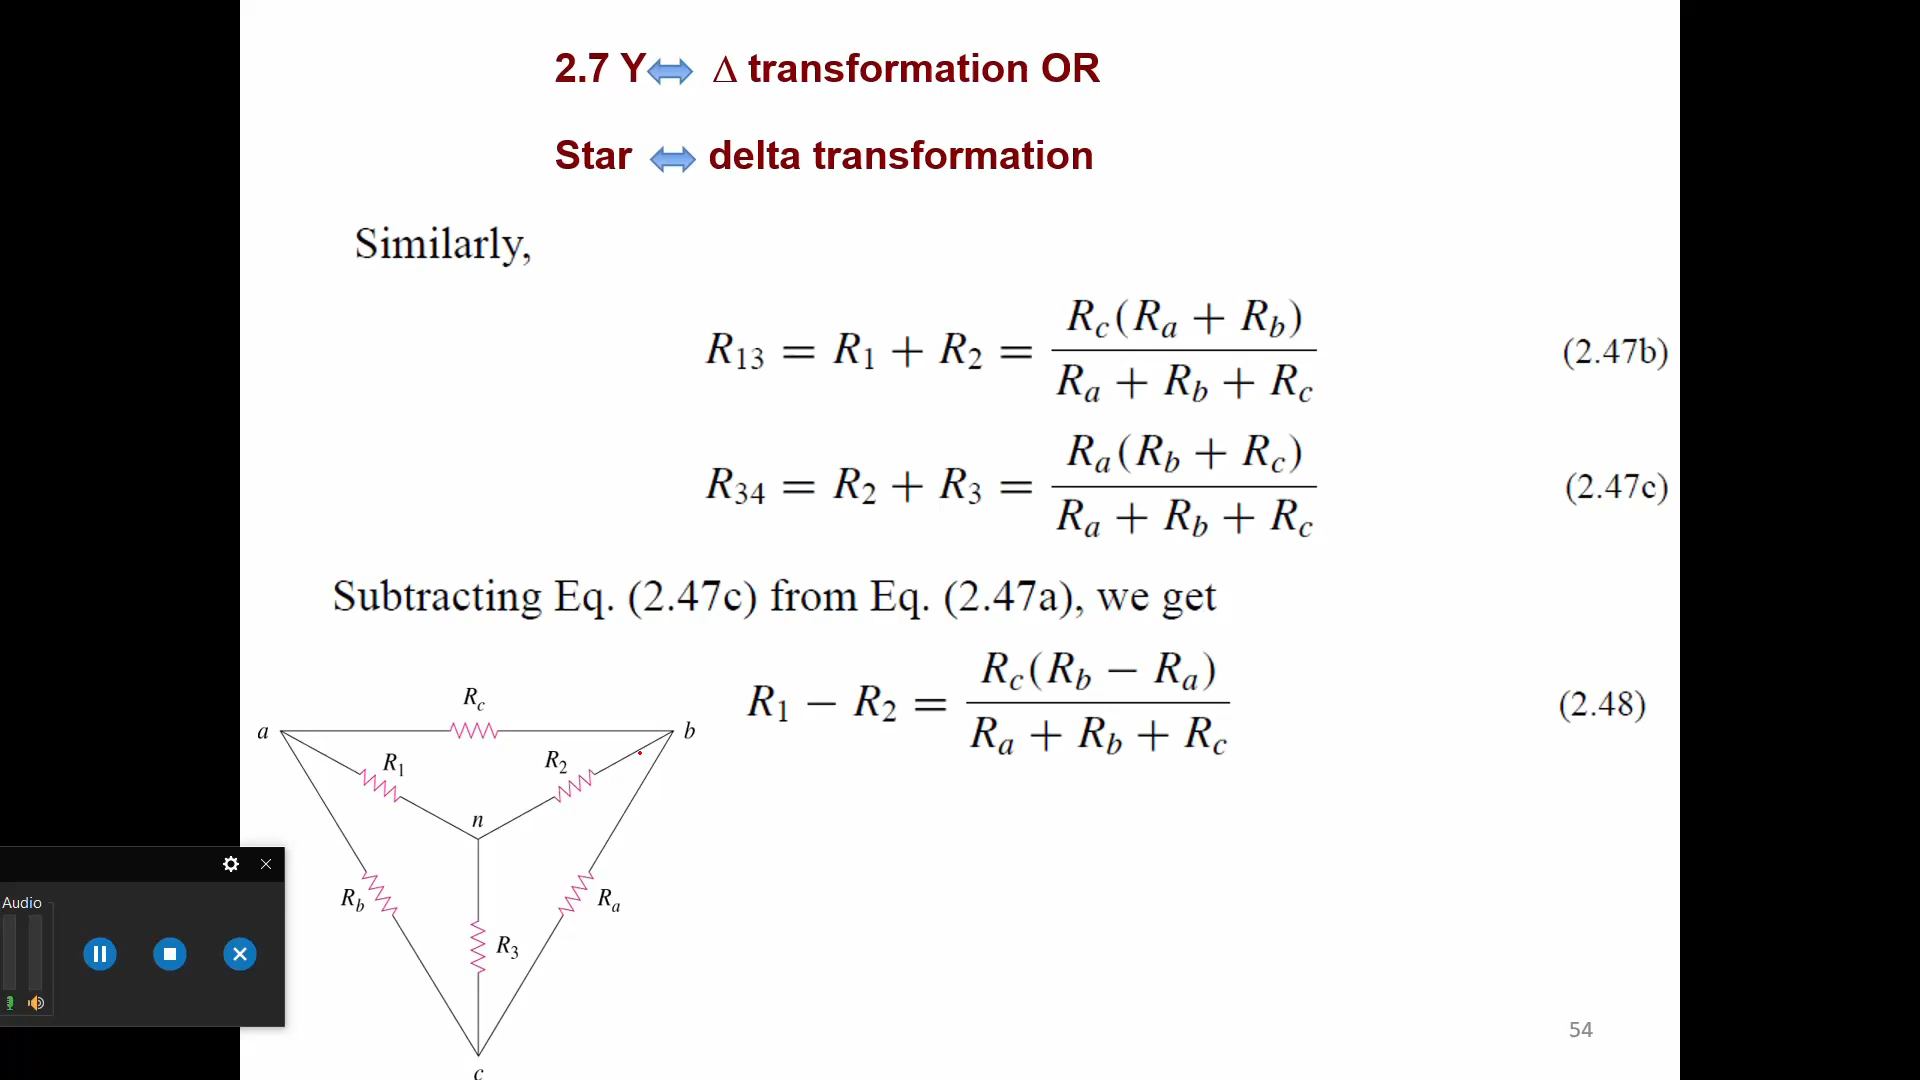 2.7 Y ⇔ Δ transformation OR
Star ⇔ delta transformation
Similarly,
R₁₃ = R₁ + R₂ = Rc(Ra + Rb) / (Ra + Rb + Rc) (2.47b)
R₃₄ = R₂ + R₃ = Ra(Rb + Rc) / (Ra + Rb + Rc) (2.47c)
Subtracting Eq. (2.47c) from Eq. (2.47a), we get
R₁ − R₂ = Rc(Rb − Ra) / (Ra + Rb + Rc) (2.48)
Rc
a
b
R₁
R₂
n
Rb
Ra
R₃
c
Audio
54